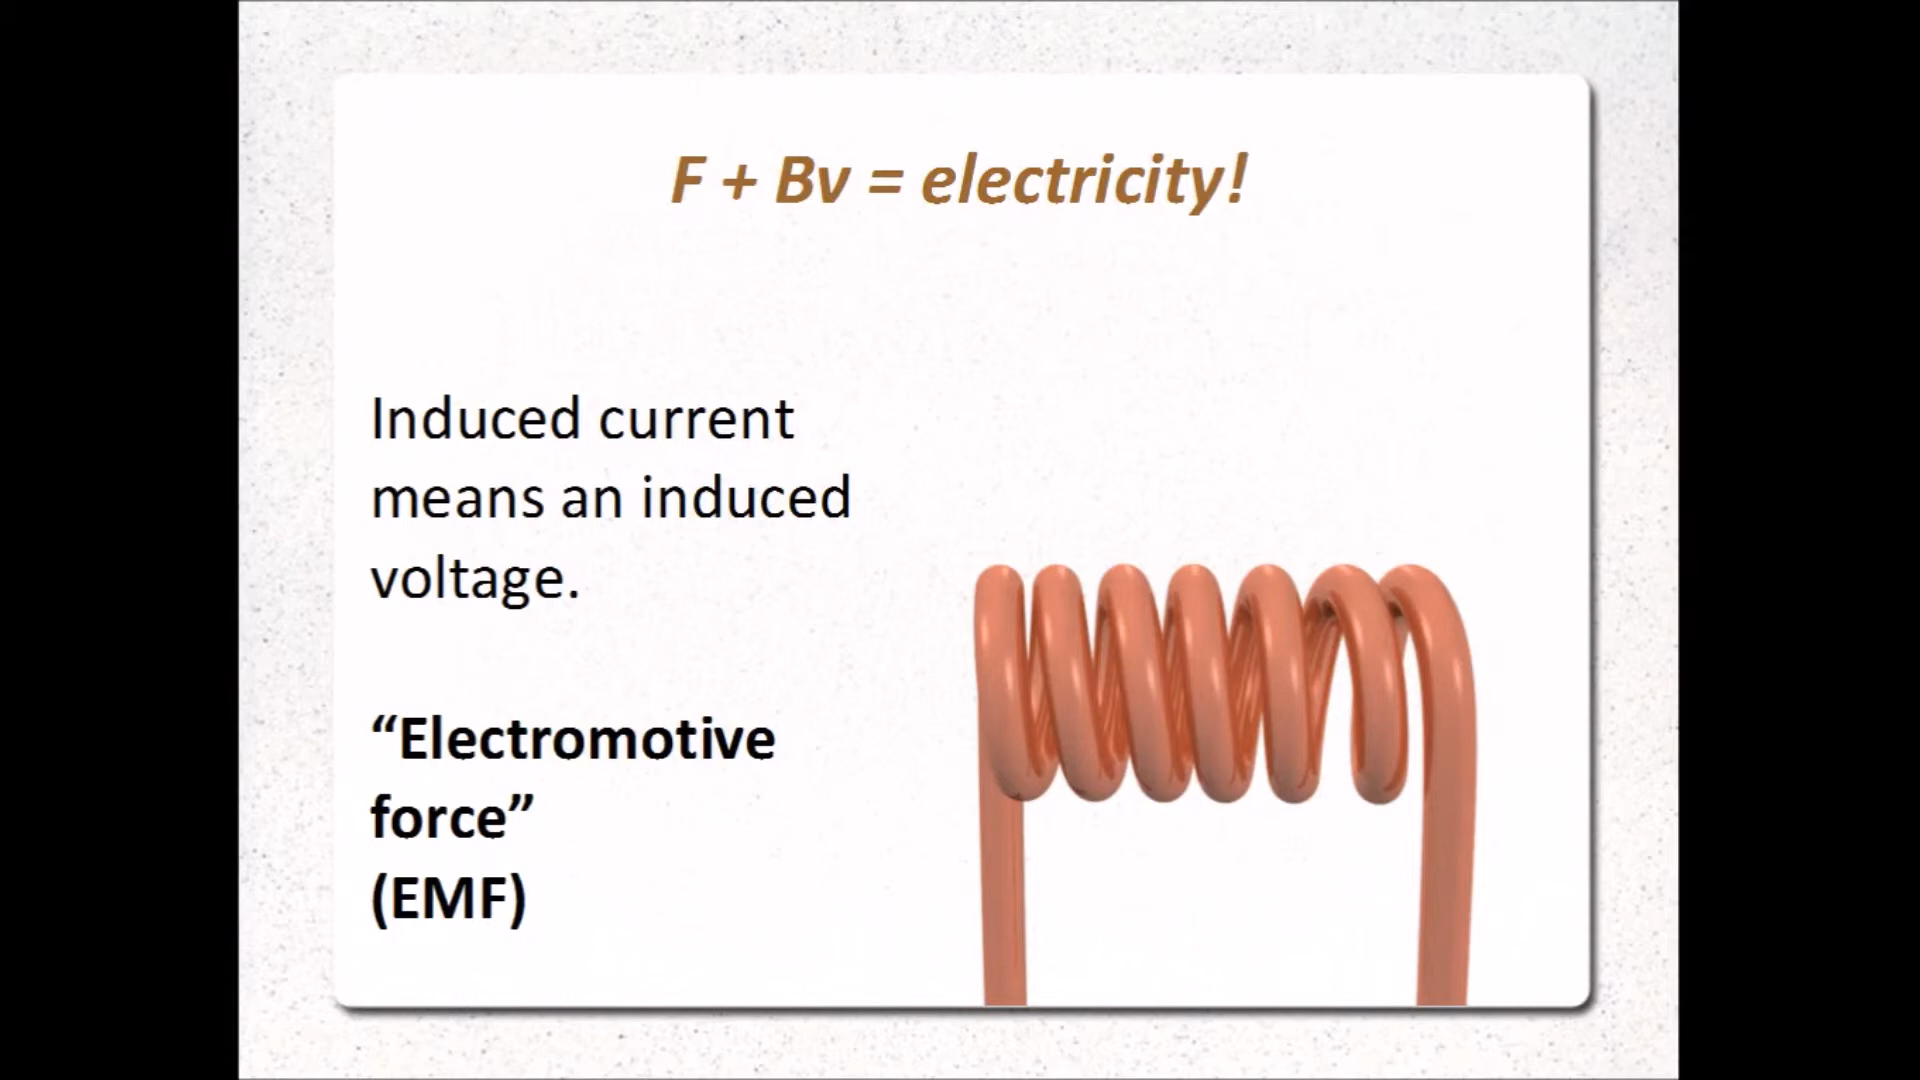 F + Bv = electricity!
Induced current
means an induced
voltage.
“Electromotive
force”
(EMF)